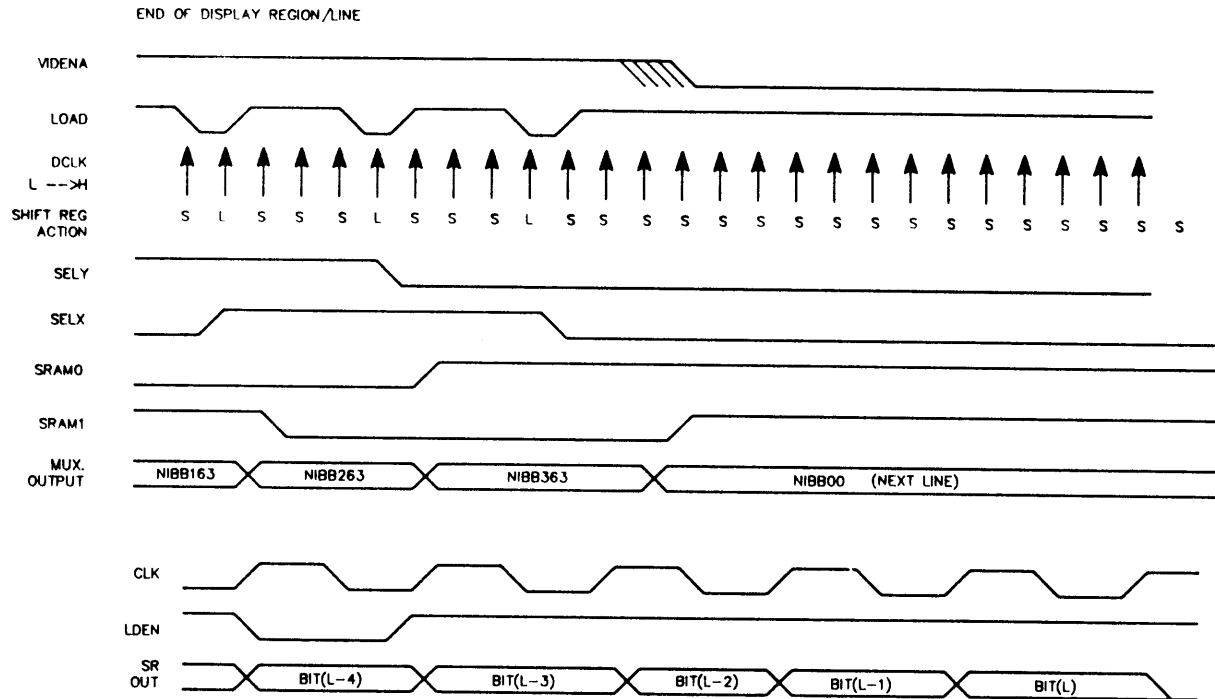 END OF DISPLAY REGION/LINE
VIDENA
LOAD
DCLK
L -->H
SHIFT REG S L S S S L S S S L S S S S S S S S S S S S S S S S S
ACTION
SELY
SELX
SRAM0
SRAM1
MUX.
OUTPUT
NIBB163 NIBB263 NIBB363 NIBB00 (NEXT LINE)
CLK
LDEN
SR
OUT
BIT(L-4) BIT(L-3) BIT(L-2) BIT(L-1) BIT(L)